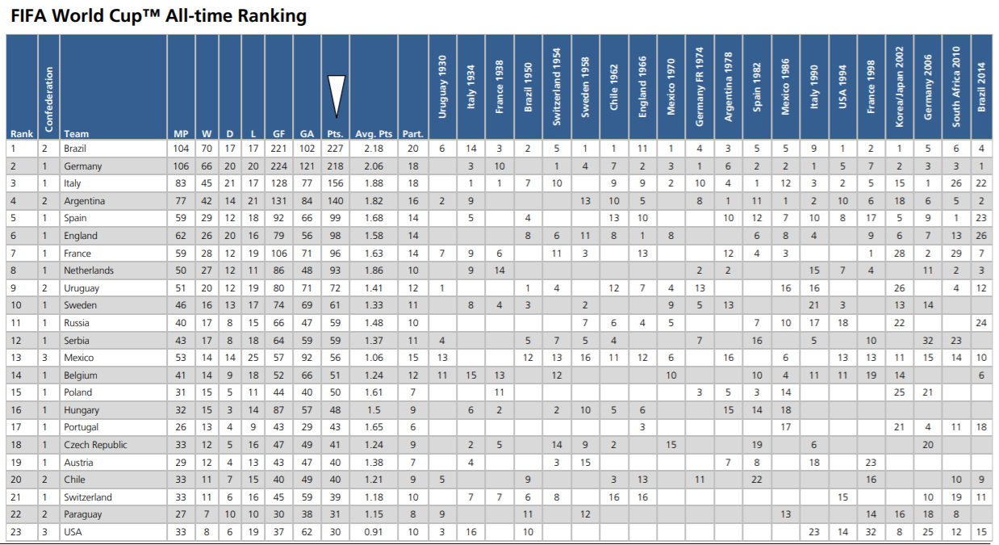 FIFA World Cup™ All-time Ranking
Rank Confederation Team MP W D L GF GA Pts. Avg. Pts Part. Uruguay 1930 Italy 1934 France 1938 Brazil 1950 Switzerland 1954 Sweden 1958 Chile 1962 England 1966 Mexico 1970 Germany FR 1974 Argentina 1978 Spain 1982 Mexico 1986 Italy 1990 USA 1994 France 1998 Korea/Japan 2002 Germany 2006 South Africa 2010 Brazil 2014
1 2 Brazil 104 70 17 17 221 102 227 2.18 20 6 14 3 2 5 1 1 11 1 4 3 5 5 9 1 2 1 5 6 4
2 1 Germany 106 66 20 20 224 121 218 2.06 18 3 10 1 4 7 2 3 1 6 2 2 1 5 7 2 3 3 1
3 1 Italy 83 45 21 17 128 77 156 1.88 18 1 1 7 10 9 9 2 10 4 1 12 3 2 5 15 1 26 22
4 2 Argentina 77 42 14 21 131 84 140 1.82 16 2 9 13 10 5 8 1 11 1 2 10 6 18 6 5 2
5 1 Spain 59 29 12 18 92 66 99 1.68 14 5 4 13 10 10 12 7 10 8 17 5 9 1 23
6 1 England 62 26 20 16 79 56 98 1.58 14 8 6 11 8 1 8 6 8 4 9 6 7 13 26
7 1 France 59 28 12 19 106 71 96 1.63 14 7 9 6 11 3 13 12 4 3 1 28 2 29 7
8 1 Netherlands 50 27 12 11 86 48 93 1.86 10 9 14 2 2 15 7 4 11 2 3
9 2 Uruguay 51 20 12 19 80 71 72 1.41 12 1 1 4 12 7 4 13 16 16 26 4 12
10 1 Sweden 46 16 13 17 74 69 61 1.33 11 8 4 3 2 9 5 13 21 3 13 14
11 1 Russia 40 17 8 15 66 47 59 1.48 10 7 6 4 5 7 10 17 18 22 24
12 1 Serbia 43 17 8 18 64 59 59 1.37 11 4 5 7 5 4 7 16 5 10 32 23
13 3 Mexico 53 14 14 25 57 92 56 1.06 15 13 12 13 16 11 12 6 16 6 13 13 11 15 14 10
14 1 Belgium 41 14 9 18 52 66 51 1.24 12 11 15 13 12 10 10 4 11 11 19 14 6
15 1 Poland 31 15 5 11 44 40 50 1.61 7 11 3 5 3 14 25 21
16 1 Hungary 32 15 3 14 87 57 48 1.5 9 6 2 2 10 5 6 15 14 18
17 1 Portugal 26 13 4 9 43 29 43 1.65 6 3 17 21 4 11 18
18 1 Czech Republic 33 12 5 16 47 49 41 1.24 9 2 5 14 9 2 15 19 6 20
19 1 Austria 29 12 4 13 43 47 40 1.38 7 4 3 15 7 8 18 23
20 2 Chile 33 11 7 15 40 49 40 1.21 9 5 9 3 13 11 22 16 10 9
21 1 Switzerland 33 11 6 16 45 59 39 1.18 10 7 7 6 8 16 16 15 10 19 11
22 2 Paraguay 27 7 10 10 30 38 31 1.15 8 9 11 12 13 14 16 18 8
23 3 USA 33 8 6 19 37 62 30 0.91 10 3 16 10 23 14 32 8 25 12 15